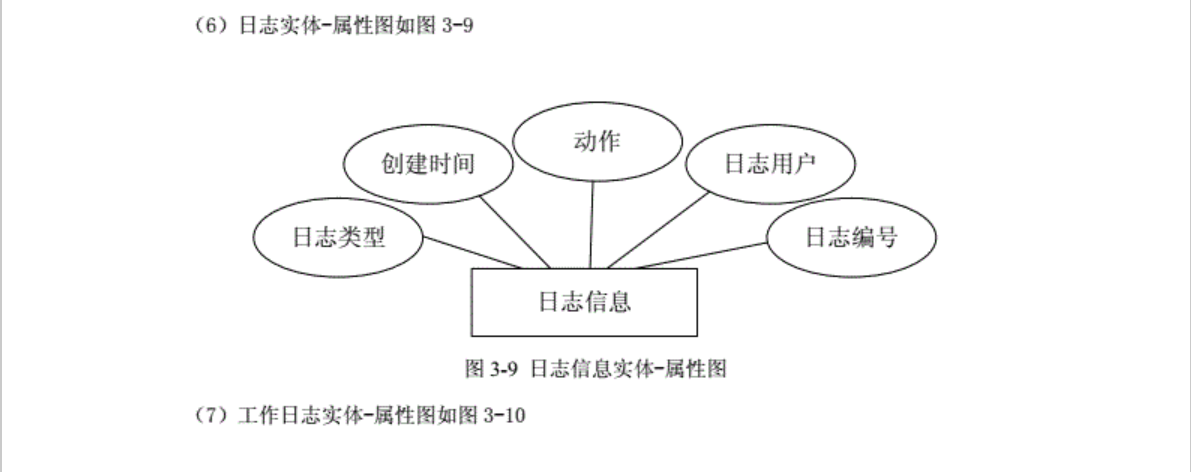 （6）日志实体-属性图如图 3-9
动作
创建时间
日志用户
日志类型
日志编号
日志信息
图 3-9 日志信息实体-属性图
（7）工作日志实体-属性图如图 3-10